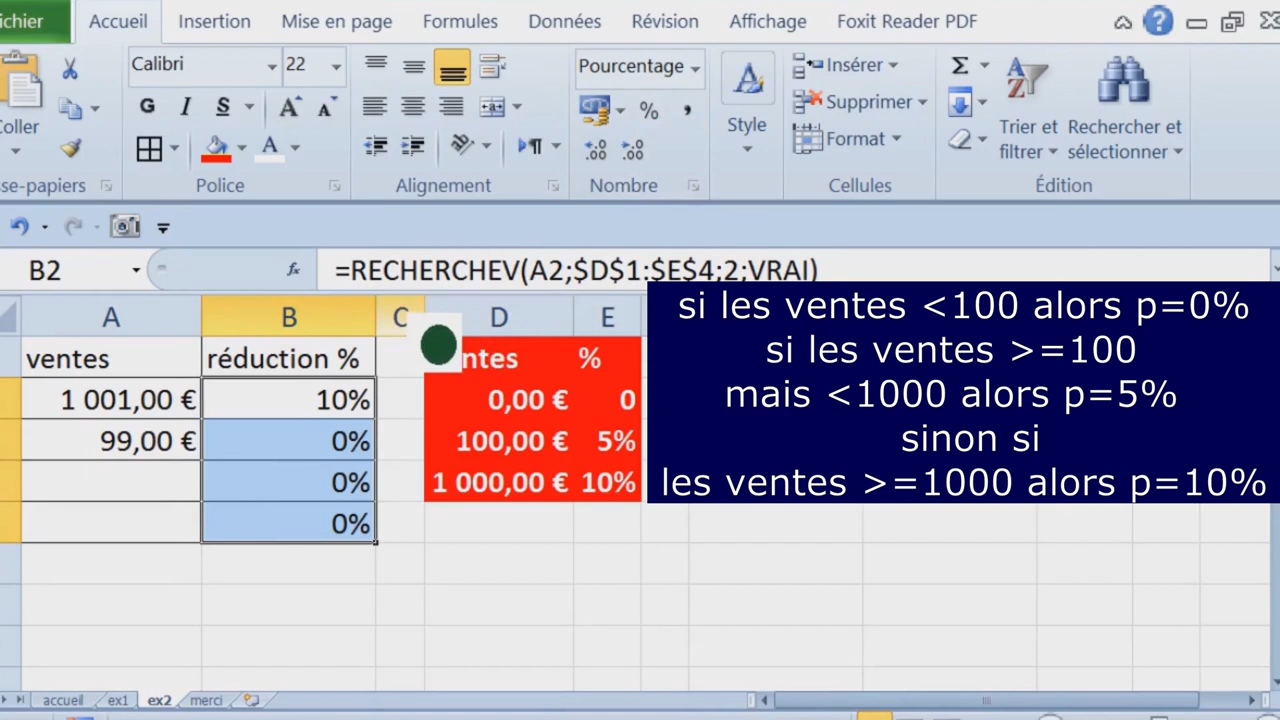 ichier Accueil Insertion Mise en page Formules Données Révision Affichage Foxit Reader PDF
Calibri 22 Pourcentage Insérer
G I S A A % Supprimer
Coller Style Trier et filtrer Rechercher et sélectionner
A Format
se-papiers Police Alignement Nombre Cellules Édition
B2 fx =RECHERCHEV(A2;$D$1:$E$4;2;VRAI)
A B C D E
ventes réduction % ntes %
1 001,00 € 10% 0,00 € 0
99,00 € 0% 100,00 € 5%
0% 1 000,00 € 10%
0%
si les ventes <100 alors p=0%
si les ventes >=100
mais <1000 alors p=5%
sinon si
les ventes >=1000 alors p=10%
accueil ex1 ex2 merci